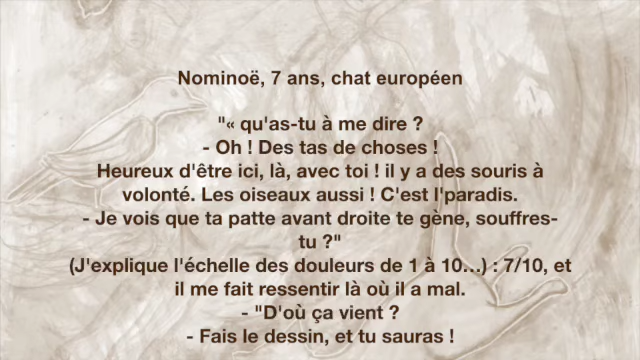 Nominoë, 7 ans, chat européen
"« qu'as-tu à me dire ?
- Oh ! Des tas de choses !
Heureux d'être ici, là, avec toi ! il y a des souris à
volonté. Les oiseaux aussi ! C'est l'paradis.
- Je vois que ta patte avant droite te gène, souffres-
tu ?"
(J'explique l'échelle des douleurs de 1 à 10...) : 7/10, et
il me fait ressentir là où il a mal.
- "D'où ça vient ?
- Fais le dessin, et tu sauras !